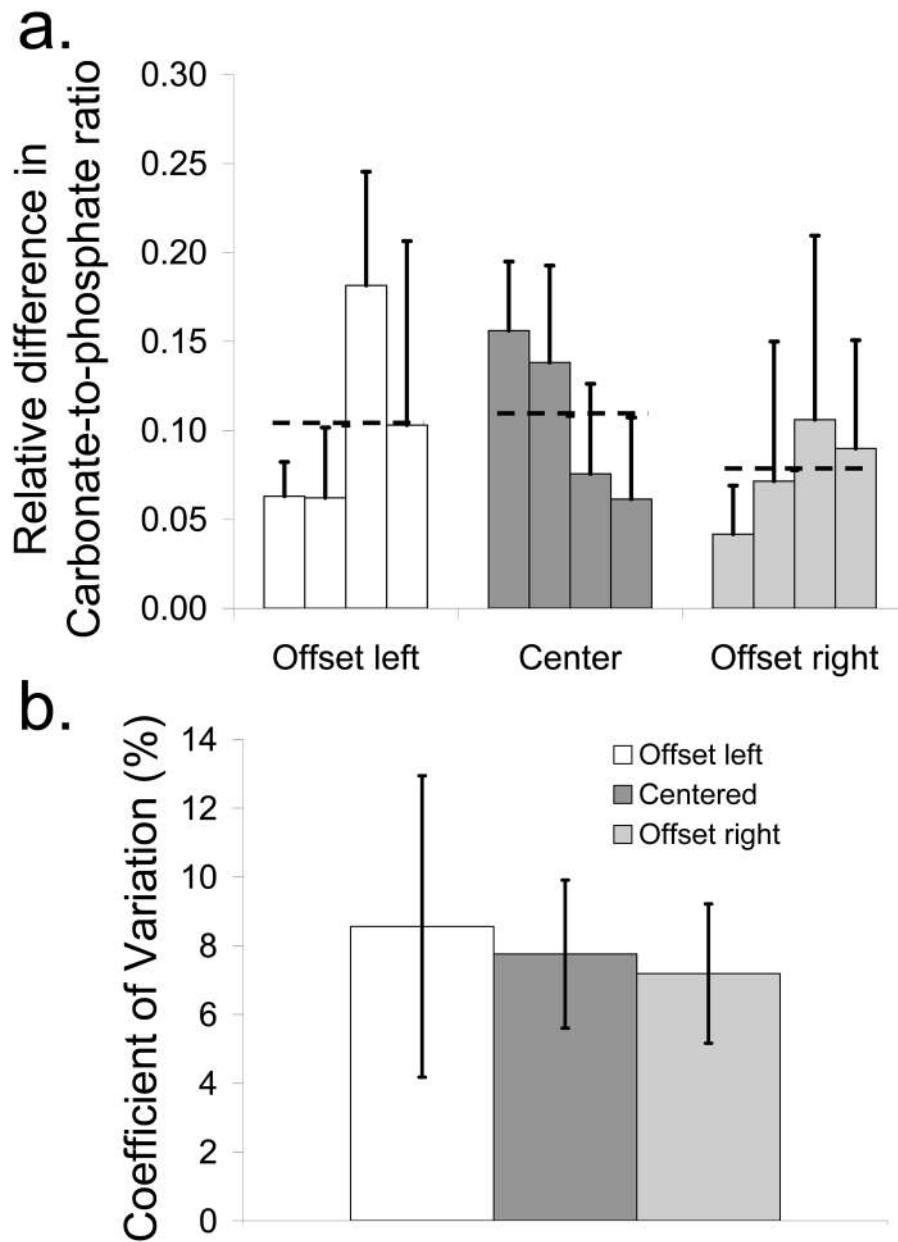 a.
Relative difference in
Carbonate-to-phosphate ratio
0.30
0.25
0.20
0.15
0.10
0.05
0.00
Offset left Center Offset right
b.
Coefficient of Variation (%)
14
12
10
8
6
4
2
0
Offset left
Centered
Offset right